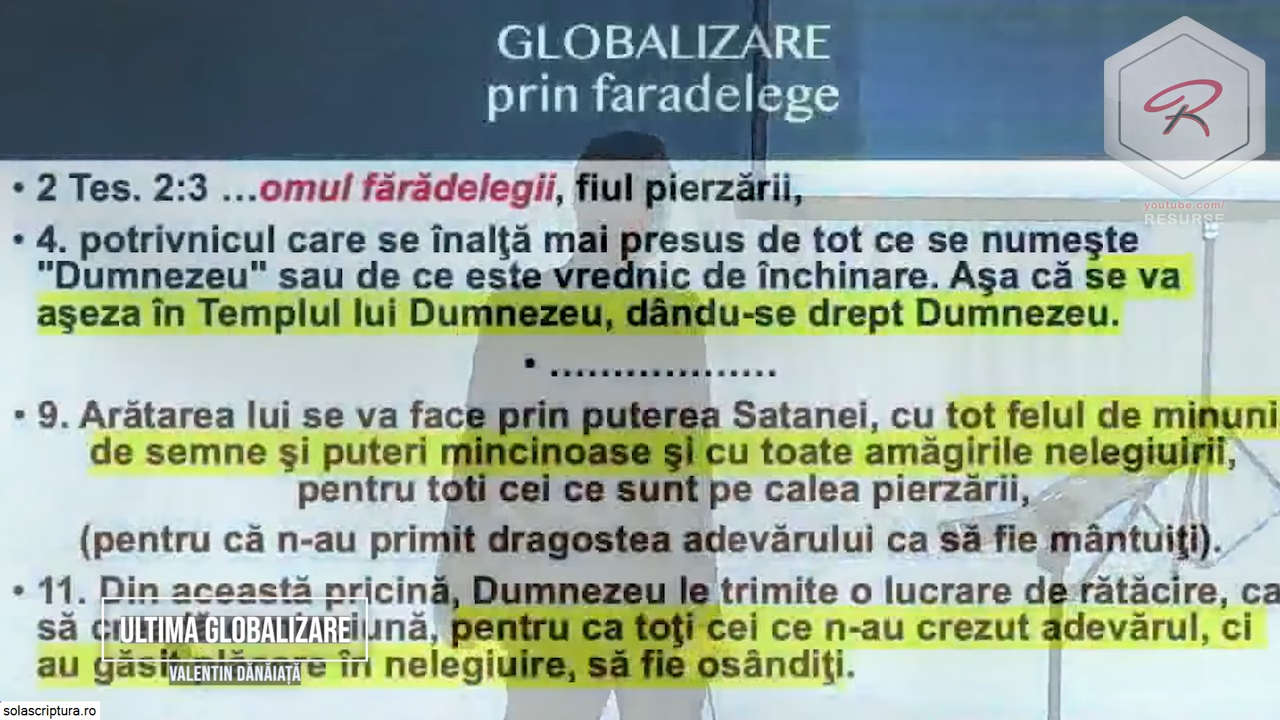 GLOBALIZARE
prin faradelege
youtube.com/
RESURSE
• 2 Tes. 2:3 ...omul fărădelegii, fiul pierzării,
• 4. potrivnicul care se înalţă mai presus de tot ce se numeşte
"Dumnezeu" sau de ce este vrednic de închinare. Aşa că se va
aşeza în Templul lui Dumnezeu, dându-se drept Dumnezeu.
• ..................
• 9. Arătarea lui se va face prin puterea Satanei, cu tot felul de minuni
de semne şi puteri mincinoase şi cu toate amăgirile nelegiuirii,
pentru toti cei ce sunt pe calea pierzării,
(pentru că n-au primit dragostea adevărului ca să fie mântuiţi).
• 11. Din această pricină, Dumnezeu le trimite o lucrare de rătăcire, ca
să pentru ca toţi cei ce n-au crezut adevărul, ci
au în nelegiuire, să fie osândiţi.
ULTIMA GLOBALIZARE
VALENTIN DĂNĂIAȚĂ
solascriptura.ro